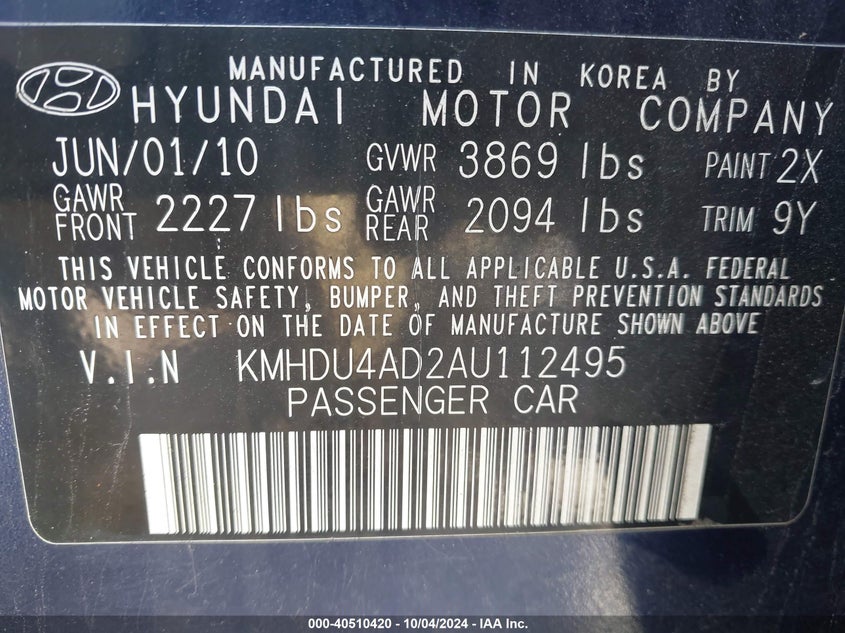 MANUFACTURED IN KOREA BY
HYUNDAI MOTOR COMPANY
JUN/01/10 GVWR 3869 lbs PAINT 2X
GAWR FRONT 2227 lbs GAWR REAR 2094 lbs TRIM 9Y
THIS VEHICLE CONFORMS TO ALL APPLICABLE U.S.A. FEDERAL
MOTOR VEHICLE SAFETY, BUMPER, AND THEFT PREVENTION STANDARDS
IN EFFECT ON THE DATE OF MANUFACTURE SHOWN ABOVE
V.I.N KMHDU4AD2AU112495
PASSENGER CAR
000-40510420 - 10/04/2024 - IAA Inc.